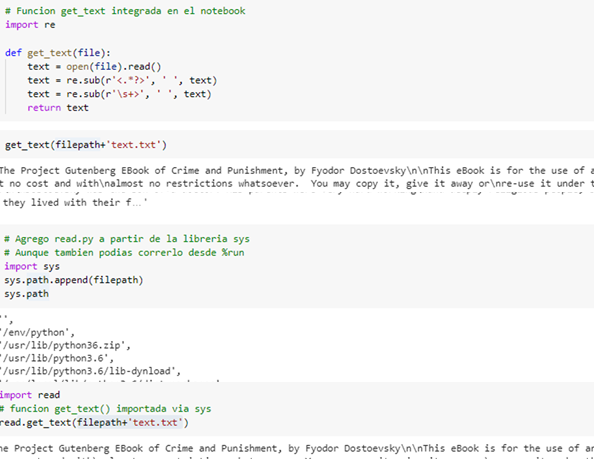 # Funcion get_text integrada en el notebook
import re
def get_text(file):
text = open(file).read()
text = re.sub(r'<.*?>', ' ', text)
text = re.sub(r'\s+>', ' ', text)
return text
get_text(filepath+'text.txt')
The Project Gutenberg EBook of Crime and Punishment, by Fyodor Dostoevsky\n\nThis eBook is for the use of
t no cost and with\nalmost no restrictions whatsoever. You may copy it, give it away or\nre-use it under
they lived with their f…'
# Agrego read.py a partir de la libreria sys
# Aunque tambien podias correrlo desde %run
import sys
sys.path.append(filepath)
sys.path
'',
'/env/python',
'/usr/lib/python36.zip',
'/usr/lib/python3.6',
'/usr/lib/python3.6/lib-dynload',
import read
# funcion get_text() importada via sys
read.get_text(filepath+'text.txt')
he Project Gutenberg EBook of Crime and Punishment, by Fyodor Dostoevsky\n\nThis eBook is for the use of